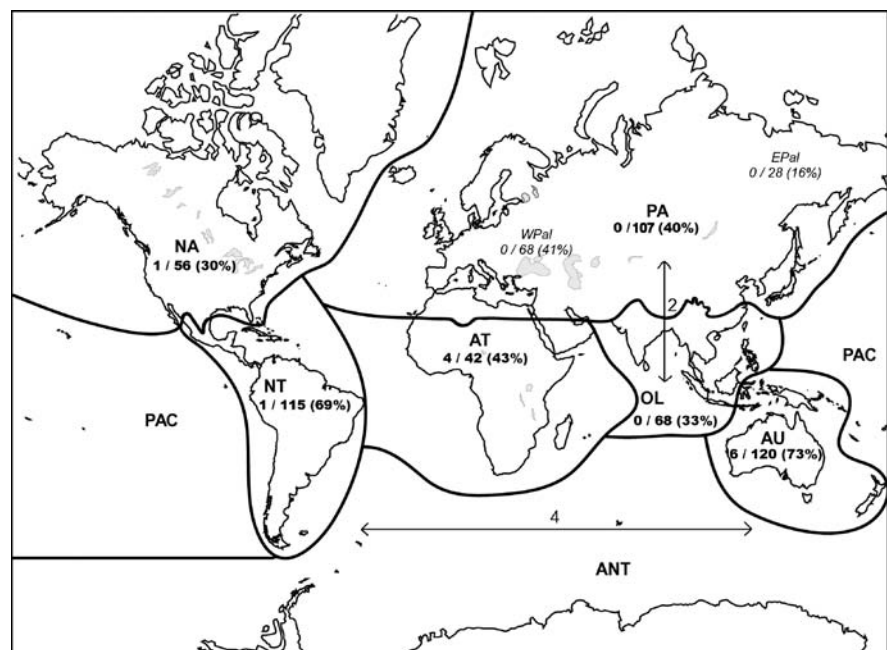 EPal
0 / 28 (16%)
PA
0 /107 (40%)
WPal
0 / 68 (41%)
NA
1 / 56 (30%)
2
AT
4 / 42 (43%)
PAC
NT
1 / 115 (69%)
OL
0 / 68 (33%)
PAC
AU
6 / 120 (73%)
4
ANT